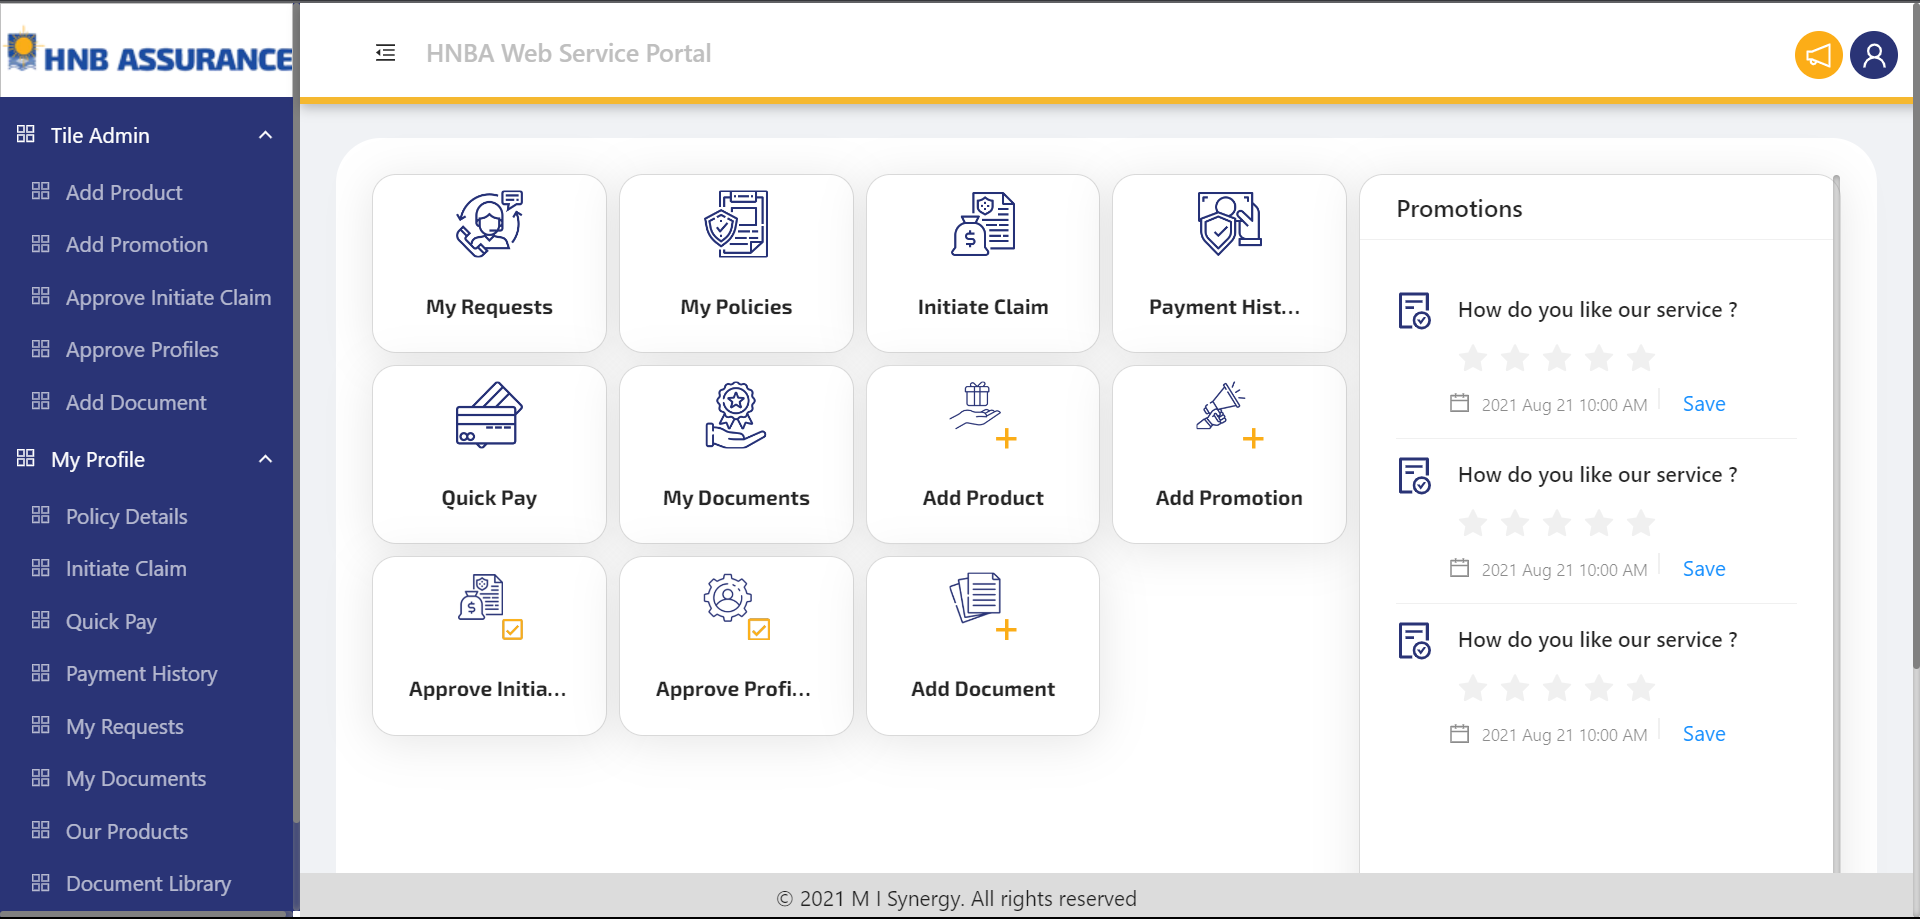 HNB ASSURANCE
HNBA Web Service Portal
Tile Admin
Add Product
Add Promotion
Approve Initiate Claim
Approve Profiles
Add Document
My Profile
Policy Details
Initiate Claim
Quick Pay
Payment History
My Requests
My Documents
Our Products
Document Library
My Requests
My Policies
Initiate Claim
Payment Hist...
Quick Pay
My Documents
Add Product
Add Promotion
Approve Initia...
Approve Profi...
Add Document
Promotions
How do you like our service ?
2021 Aug 21 10:00 AM
Save
How do you like our service ?
2021 Aug 21 10:00 AM
Save
How do you like our service ?
2021 Aug 21 10:00 AM
Save
© 2021 M I Synergy. All rights reserved